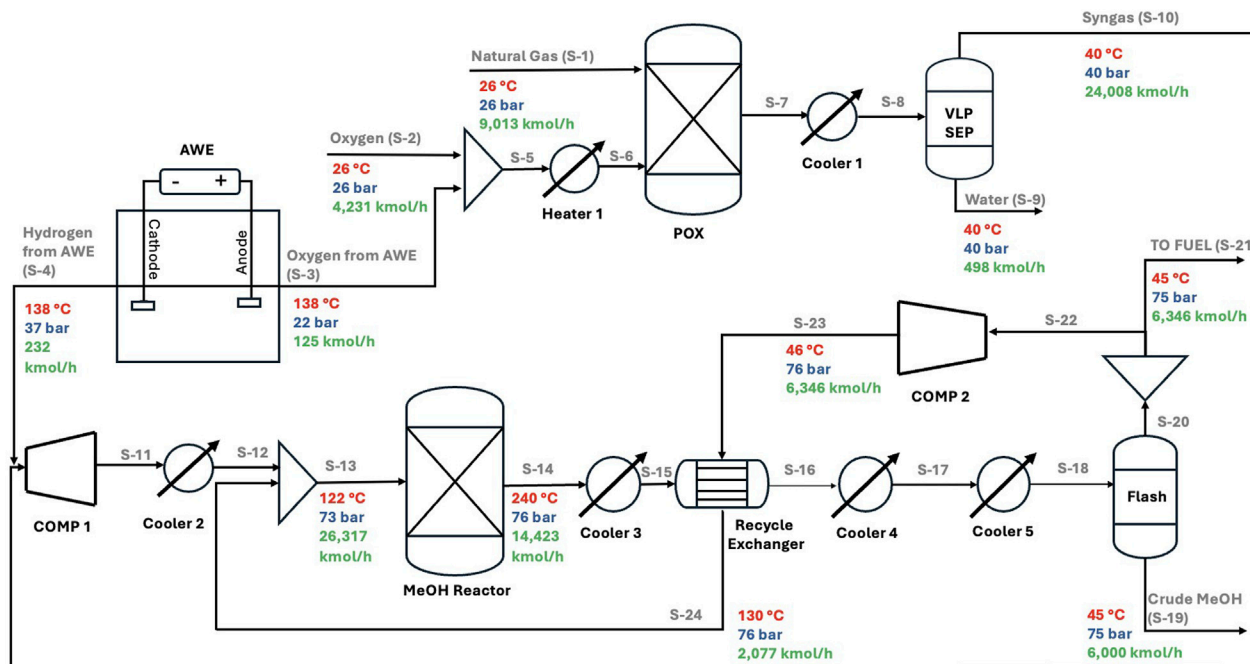 Syngas (S-10)
40 °C
40 bar
24,008 kmol/h
Natural Gas (S-1)
26 °C
26 bar
9,013 kmol/h
POX
S-7
Cooler 1
S-8
VLP
SEP
Water (S-9)
40 °C
40 bar
498 kmol/h
Oxygen (S-2)
26 °C
26 bar
4,231 kmol/h
S-5
S-6
Heater 1
AWE
- +
Cathode
Anode
Hydrogen
from AWE
(S-4)
138 °C
37 bar
232
kmol/h
Oxygen from AWE
(S-3)
138 °C
22 bar
125 kmol/h
TO FUEL (S-21
45 °C
75 bar
6,346 kmol/h
S-22
S-23
46 °C
76 bar
6,346 kmol/h
COMP 2
S-20
COMP 1
S-11
S-12
Cooler 2
S-13
122 °C
73 bar
26,317
kmol/h
MeOH Reactor
S-14
240 °C
76 bar
14,423
kmol/h
Cooler 3
S-15
Recycle
Exchanger
S-16
Cooler 4
S-17
Cooler 5
S-18
Flash
S-24
130 °C
76 bar
2,077 kmol/h
45 °C
75 bar
6,000 kmol/h
Crude MeOH
(S-19)